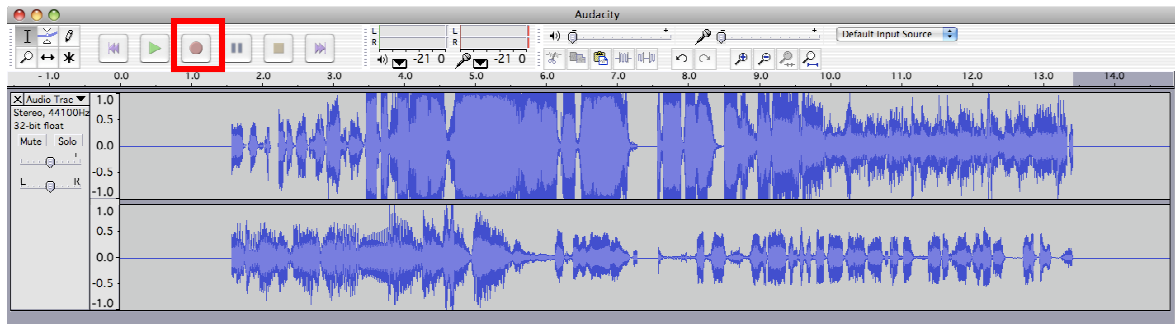 Audacity
L
R
L
R
-21 0
-21 0
Default Input Source
- 1.0 0.0 1.0 2.0 3.0 4.0 5.0 6.0 7.0 8.0 9.0 10.0 11.0 12.0 13.0 14.0
X Audio Trac
Stereo, 44100Hz
32-bit float
Mute Solo
- +
L R
1.0
0.5
0.0
-0.5
-1.0
1.0
0.5
0.0
-0.5
-1.0